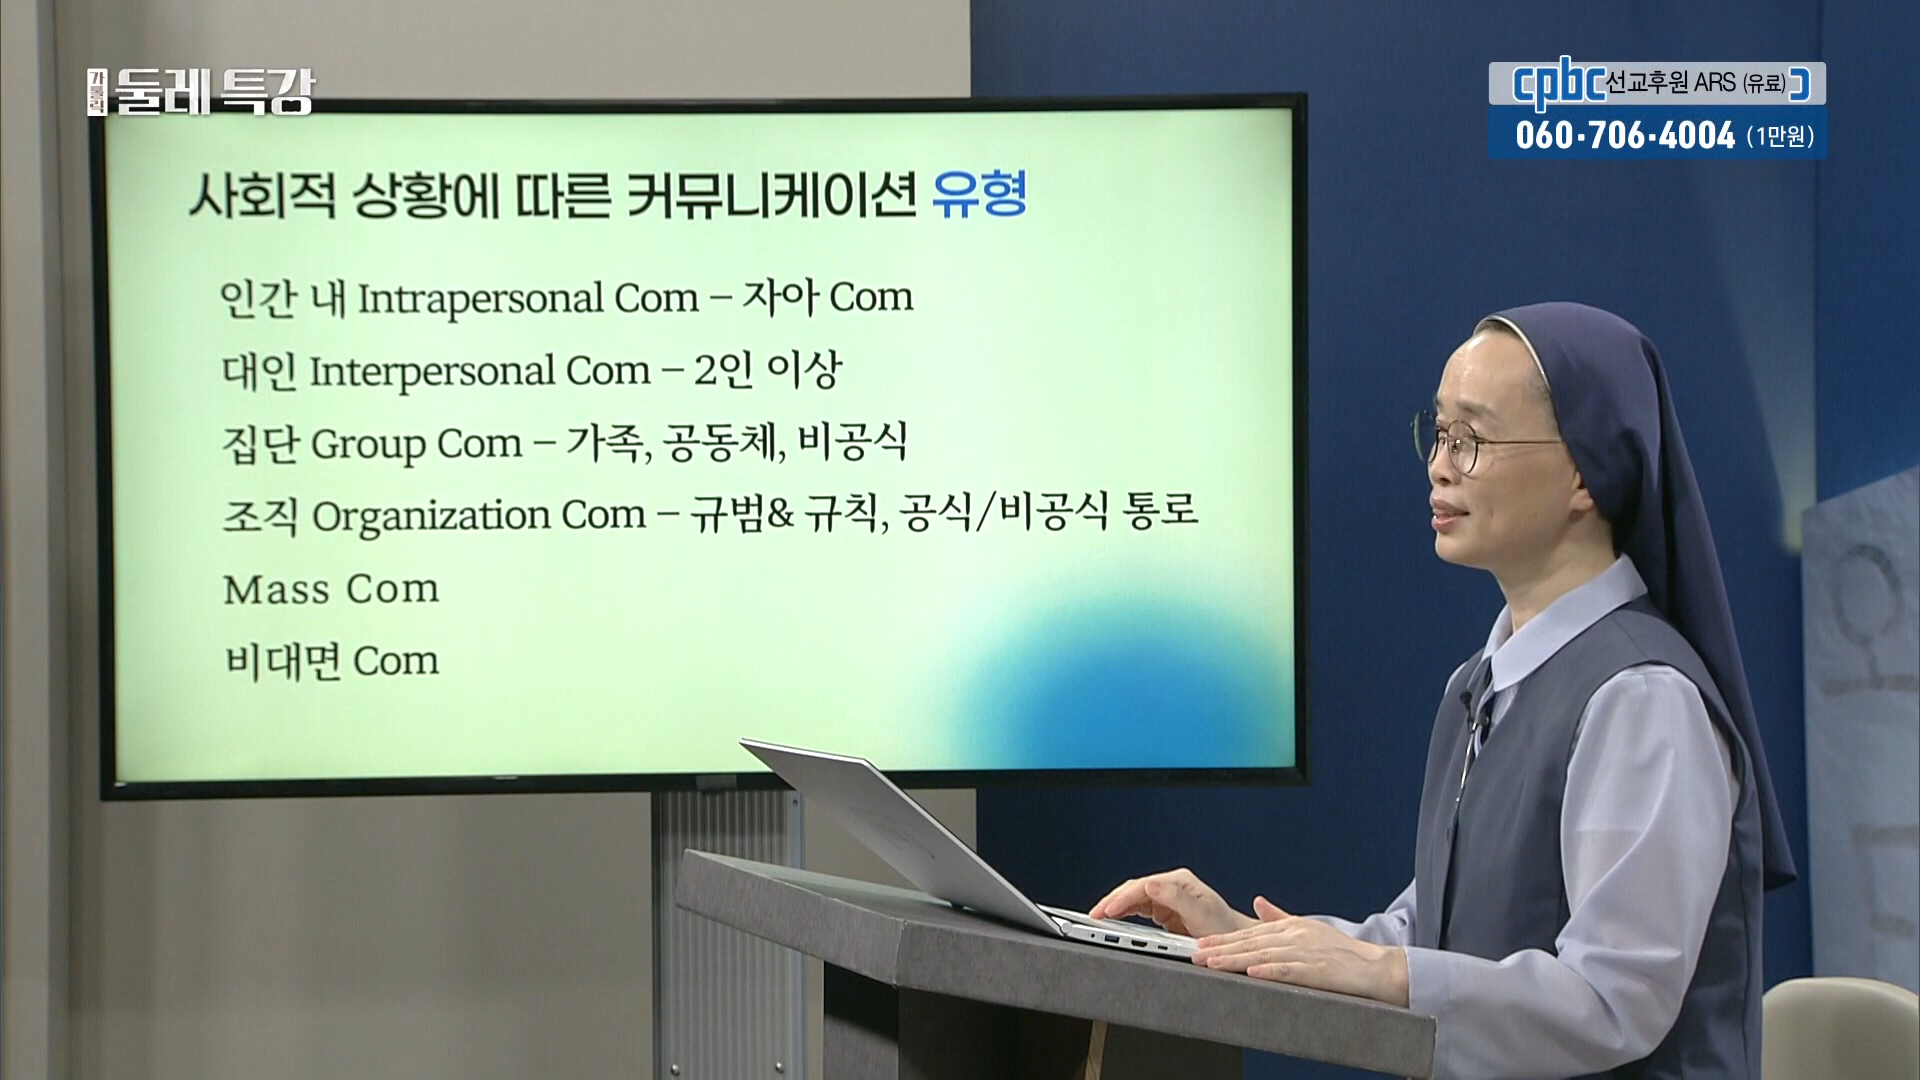 가톨릭
둘레 특강
cpbc 선교후원 ARS (유료)
060·706·4004 (1만원)
사회적 상황에 따른 커뮤니케이션 유형
인간 내 Intrapersonal Com – 자아 Com
대인 Interpersonal Com – 2인 이상
집단 Group Com – 가족, 공동체, 비공식
조직 Organization Com – 규범& 규칙, 공식/비공식 통로
Mass Com
비대면 Com